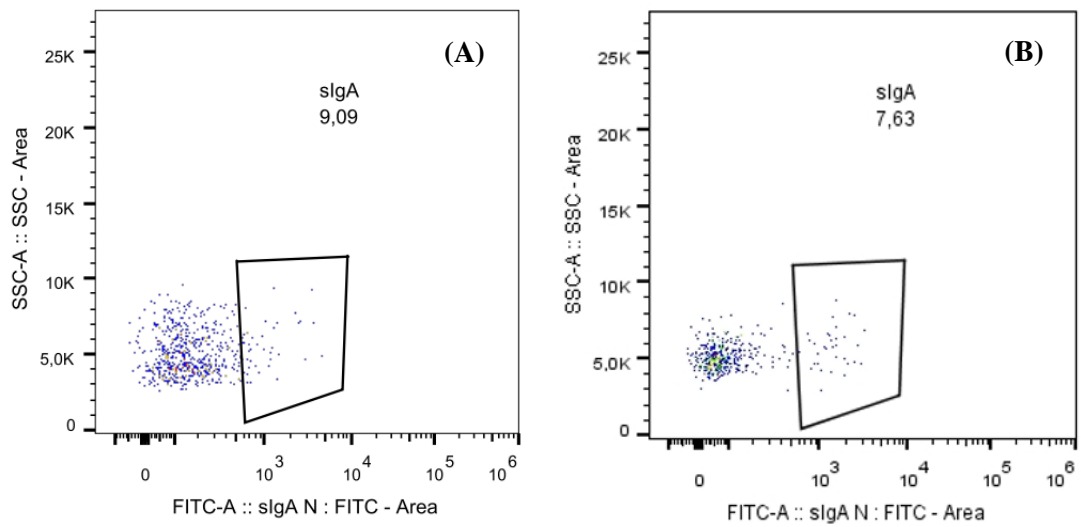 (A)
sIgA
9,09
25K
20K
15K
10K
5,0K
0
SSC-A :: SSC - Area
0
10^3
10^4
10^5
10^6
FITC-A :: sIgA N : FITC - Area
(B)
sIgA
7,63
25K
20K
15K
10K
5,0K
0
SSC-A :: SSC - Area
0
10^3
10^4
10^5
10^6
FITC-A :: sIgA N : FITC - Area